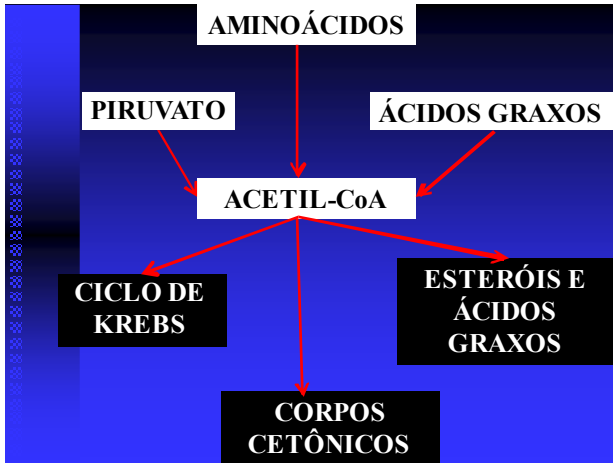 AMINOÁCIDOS
PIRUVATO
ÁCIDOS GRAXOS
ACETIL-CoA
CICLO DE
KREBS
ESTERÓIS E
ÁCIDOS
GRAXOS
CORPOS
CETÔNICOS